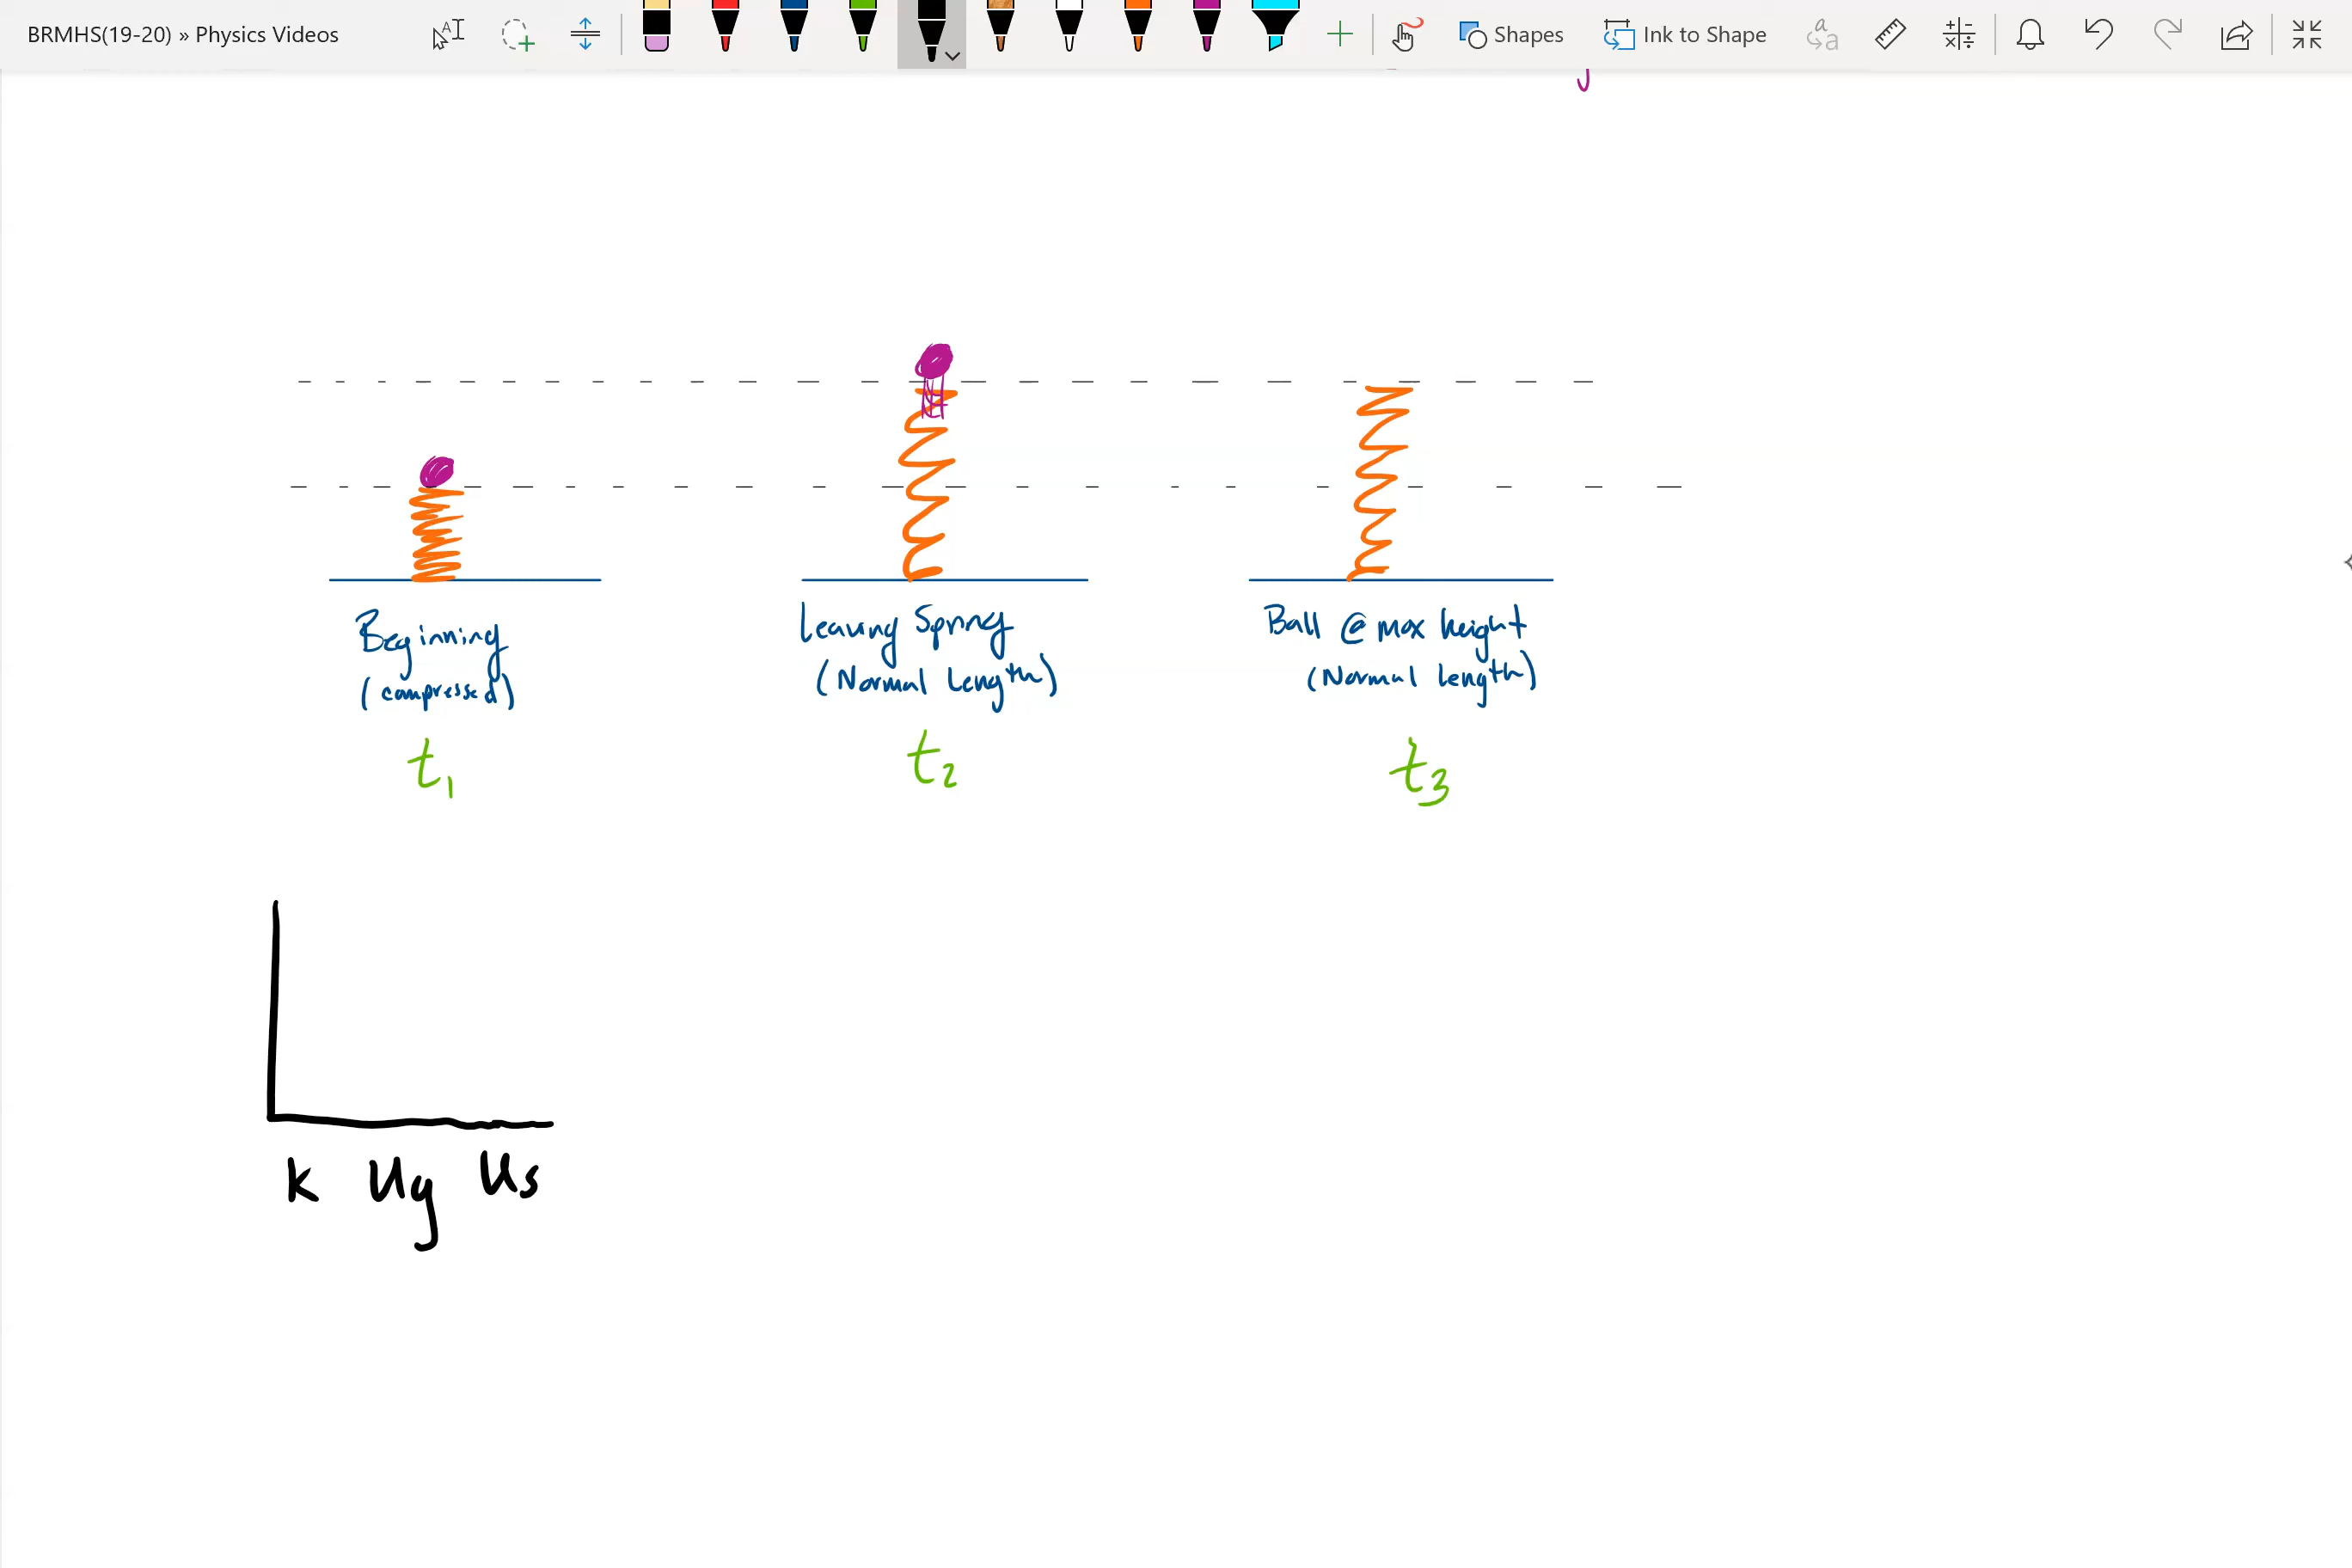 BRMHS(19-20) » Physics Videos
Shapes
Ink to Shape
Beginning
(compressed)
t1
Leaving Spring
(Normal Length)
t2
Ball @ max height
(Normal Length)
t3
K Ug Us